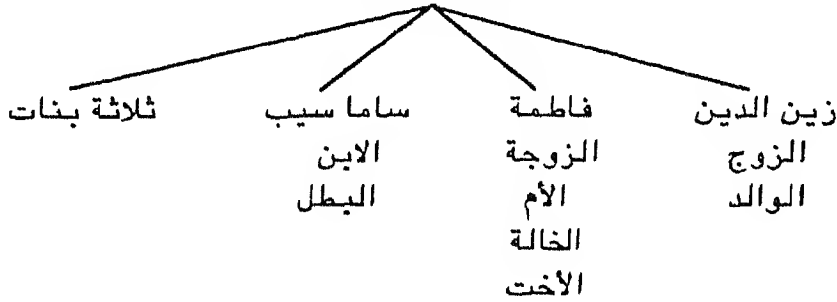 زين الدين فاطمة ساما سيب ثلاثة بنات
الزوج الزوجة الابن
الوالد الأم البطل
الخالة
الأخت